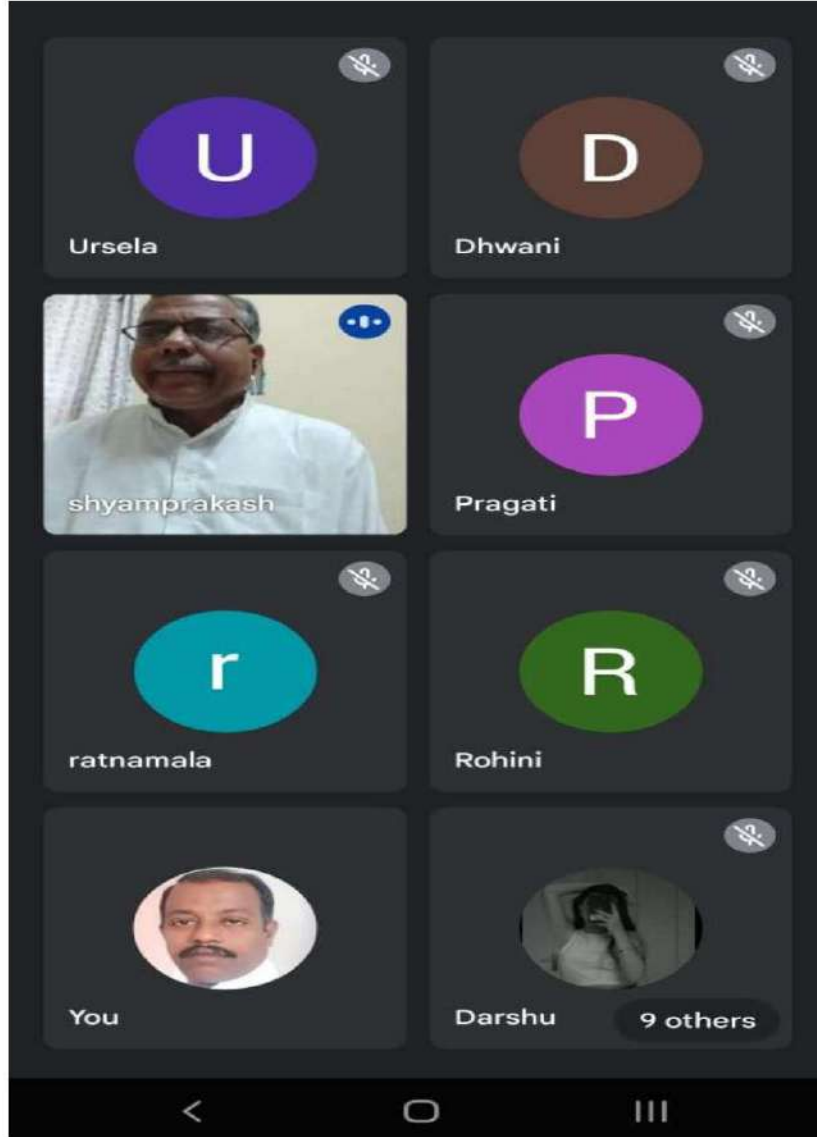 U
D
Ursela
Dhwani
P
shyamprakash
Pragati
r
R
ratnamala
Rohini
You
Darshu
9 others